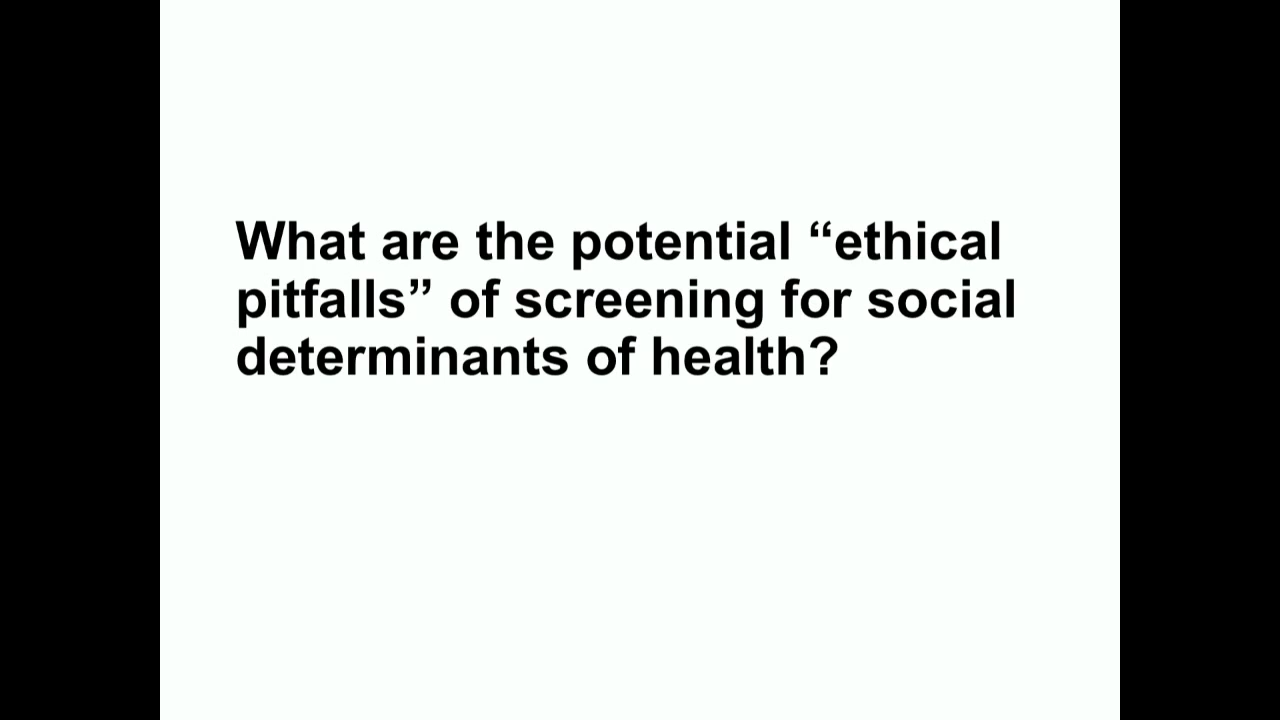 What are the potential “ethical
pitfalls” of screening for social
determinants of health?